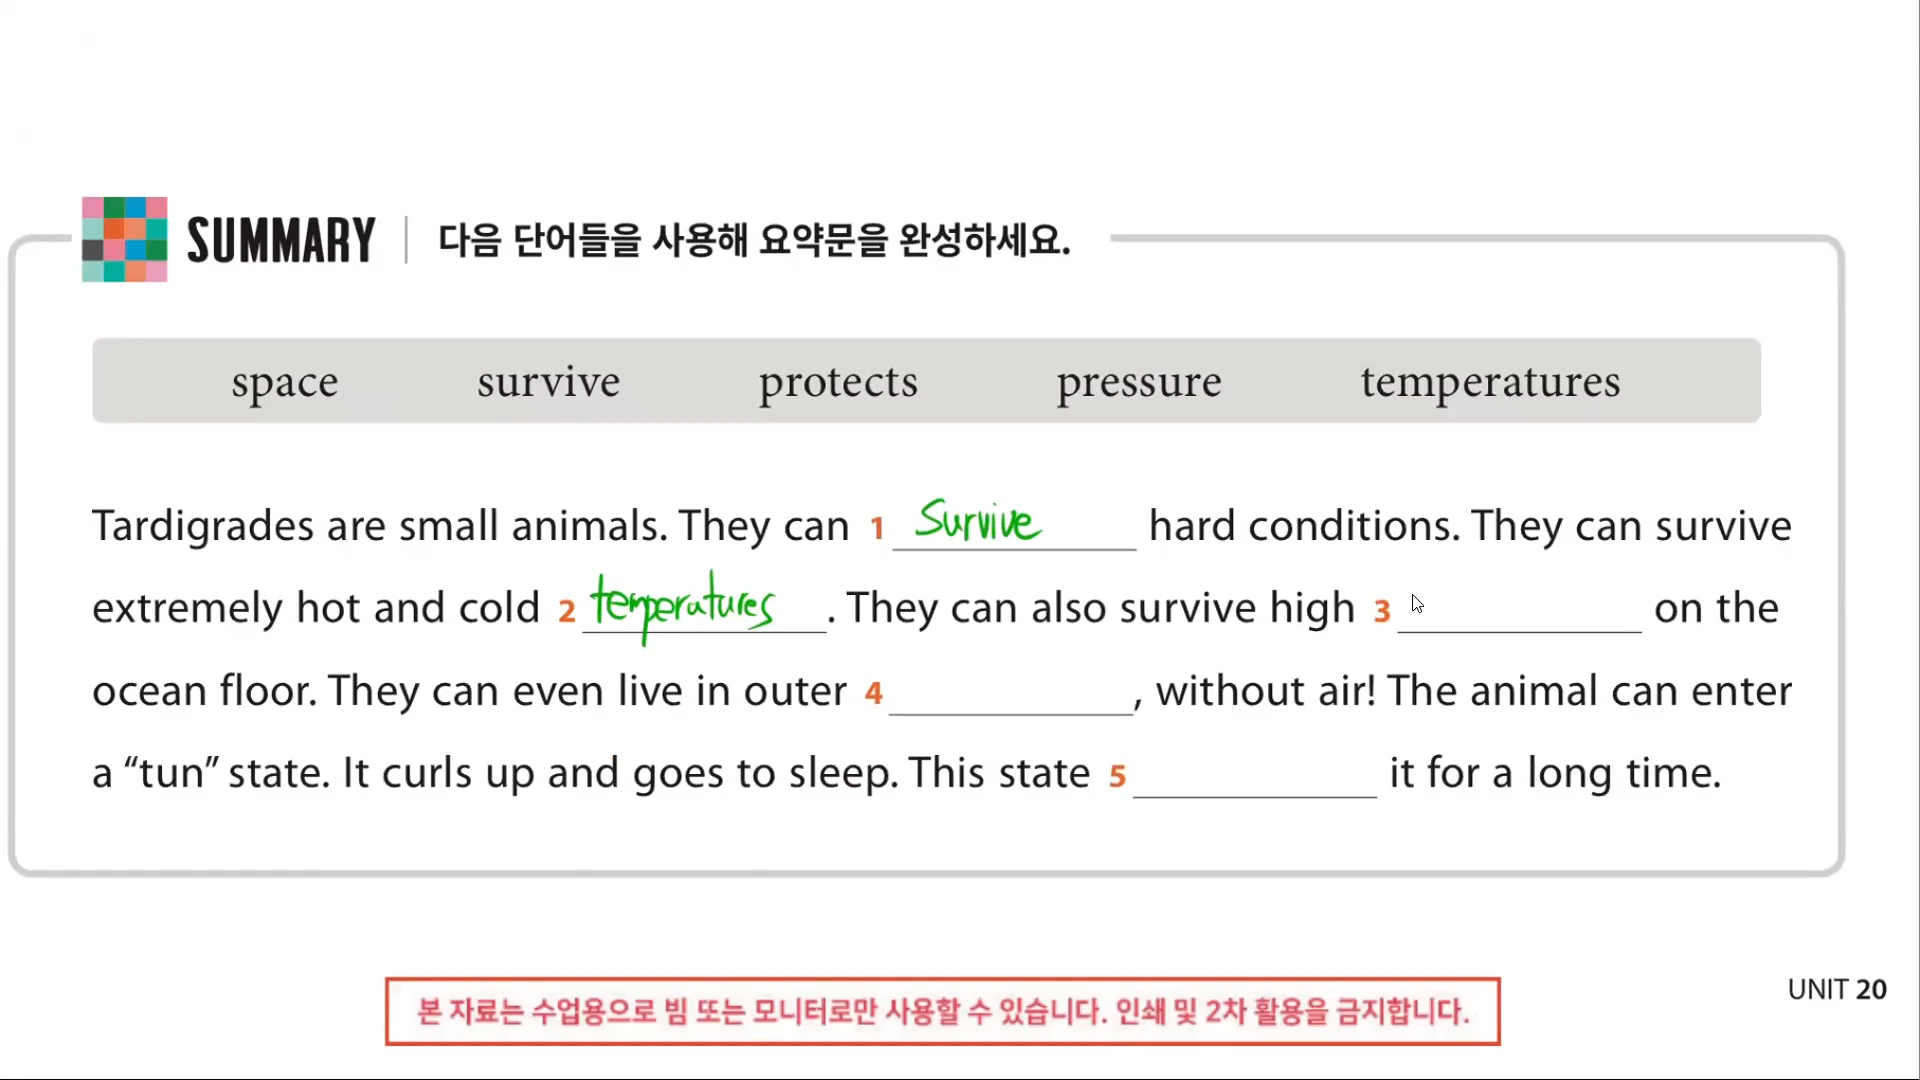 SUMMARY 다음 단어들을 사용해 요약문을 완성하세요.
space survive protects pressure temperatures
Tardigrades are small animals. They can 1 Survive hard conditions. They can survive
extremely hot and cold 2 temperatures. They can also survive high 3 ___ on the
ocean floor. They can even live in outer 4 ___, without air! The animal can enter
a “tun” state. It curls up and goes to sleep. This state 5 ___ it for a long time.
UNIT 20
본 자료는 수업용으로 빔 또는 모니터로만 사용할 수 있습니다. 인쇄 및 2차 활용을 금지합니다.